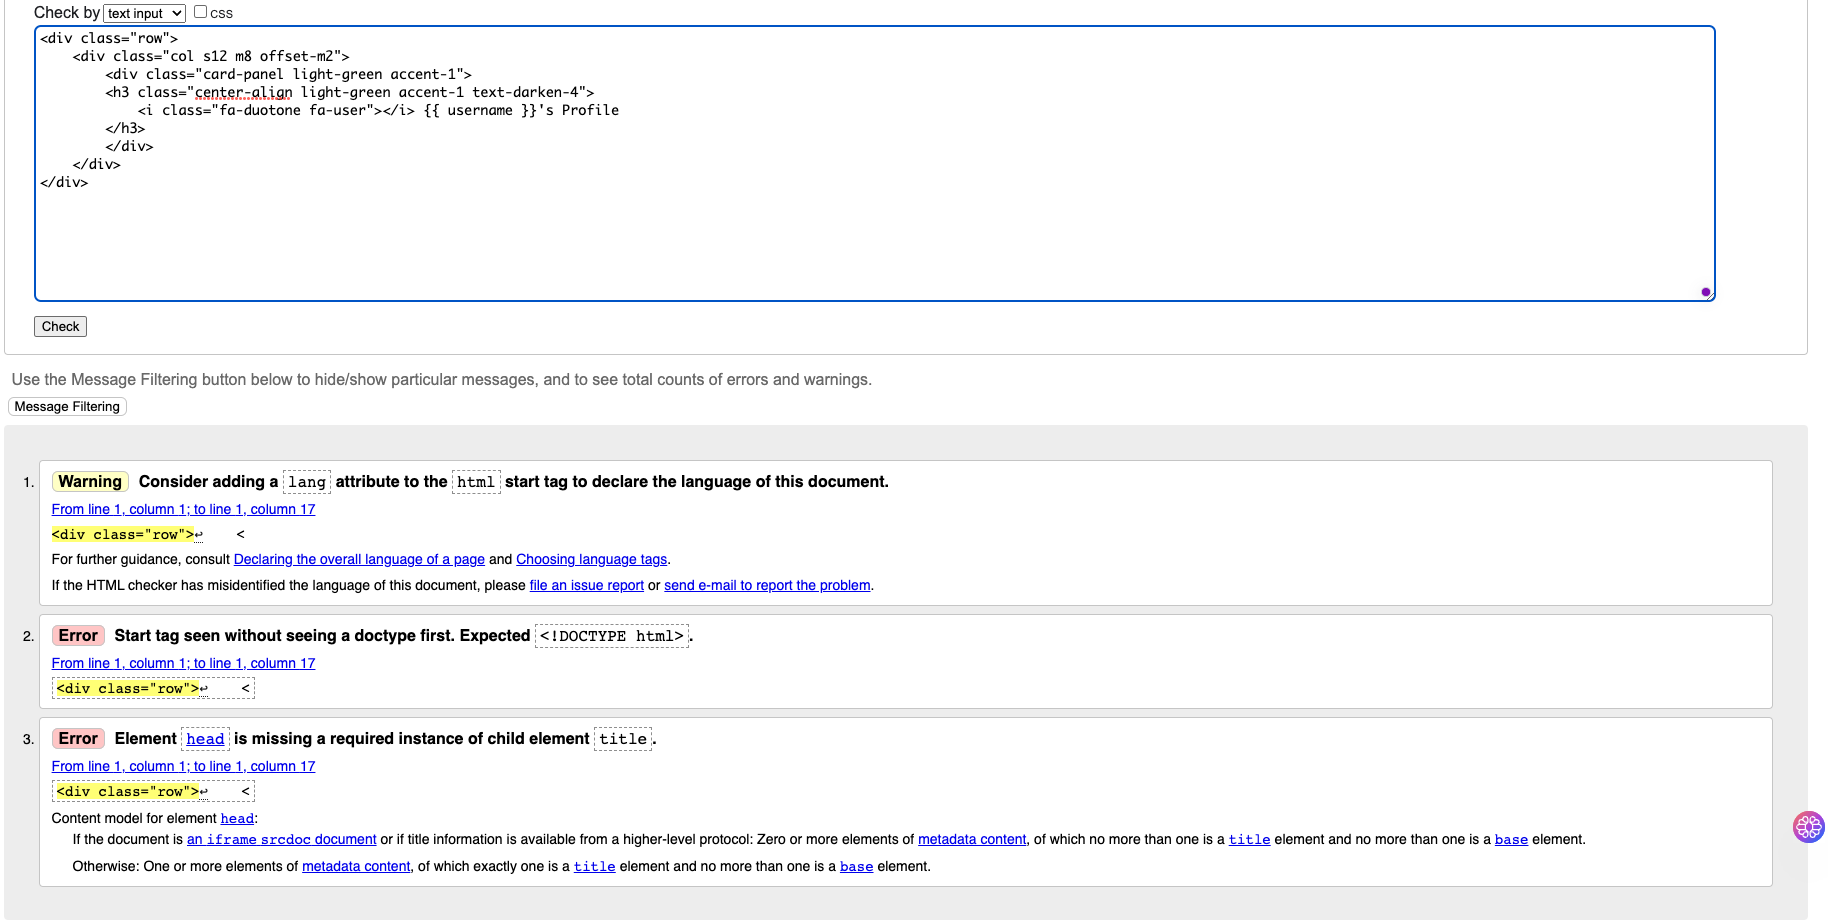 Check by text input css
<div class="row">
    <div class="col s12 m8 offset-m2">
        <div class="card-panel light-green accent-1">
        <h3 class="center-align light-green accent-1 text-darken-4">
            <i class="fa-duotone fa-user"></i> {{ username }}'s Profile
        </h3>
        </div>
    </div>
</div>
Check
Use the Message Filtering button below to hide/show particular messages, and to see total counts of errors and warnings.
Message Filtering
1. Warning Consider adding a lang attribute to the html start tag to declare the language of this document.
From line 1, column 1; to line 1, column 17
<div class="row">↩    <
For further guidance, consult Declaring the overall language of a page and Choosing language tags.
If the HTML checker has misidentified the language of this document, please file an issue report or send e-mail to report the problem.
2. Error Start tag seen without seeing a doctype first. Expected <!DOCTYPE html>.
From line 1, column 1; to line 1, column 17
<div class="row">↩    <
3. Error Element head is missing a required instance of child element title.
From line 1, column 1; to line 1, column 17
<div class="row">↩    <
Content model for element head:
If the document is an iframe srcdoc document or if title information is available from a higher-level protocol: Zero or more elements of metadata content, of which no more than one is a title element and no more than one is a base element.
Otherwise: One or more elements of metadata content, of which exactly one is a title element and no more than one is a base element.